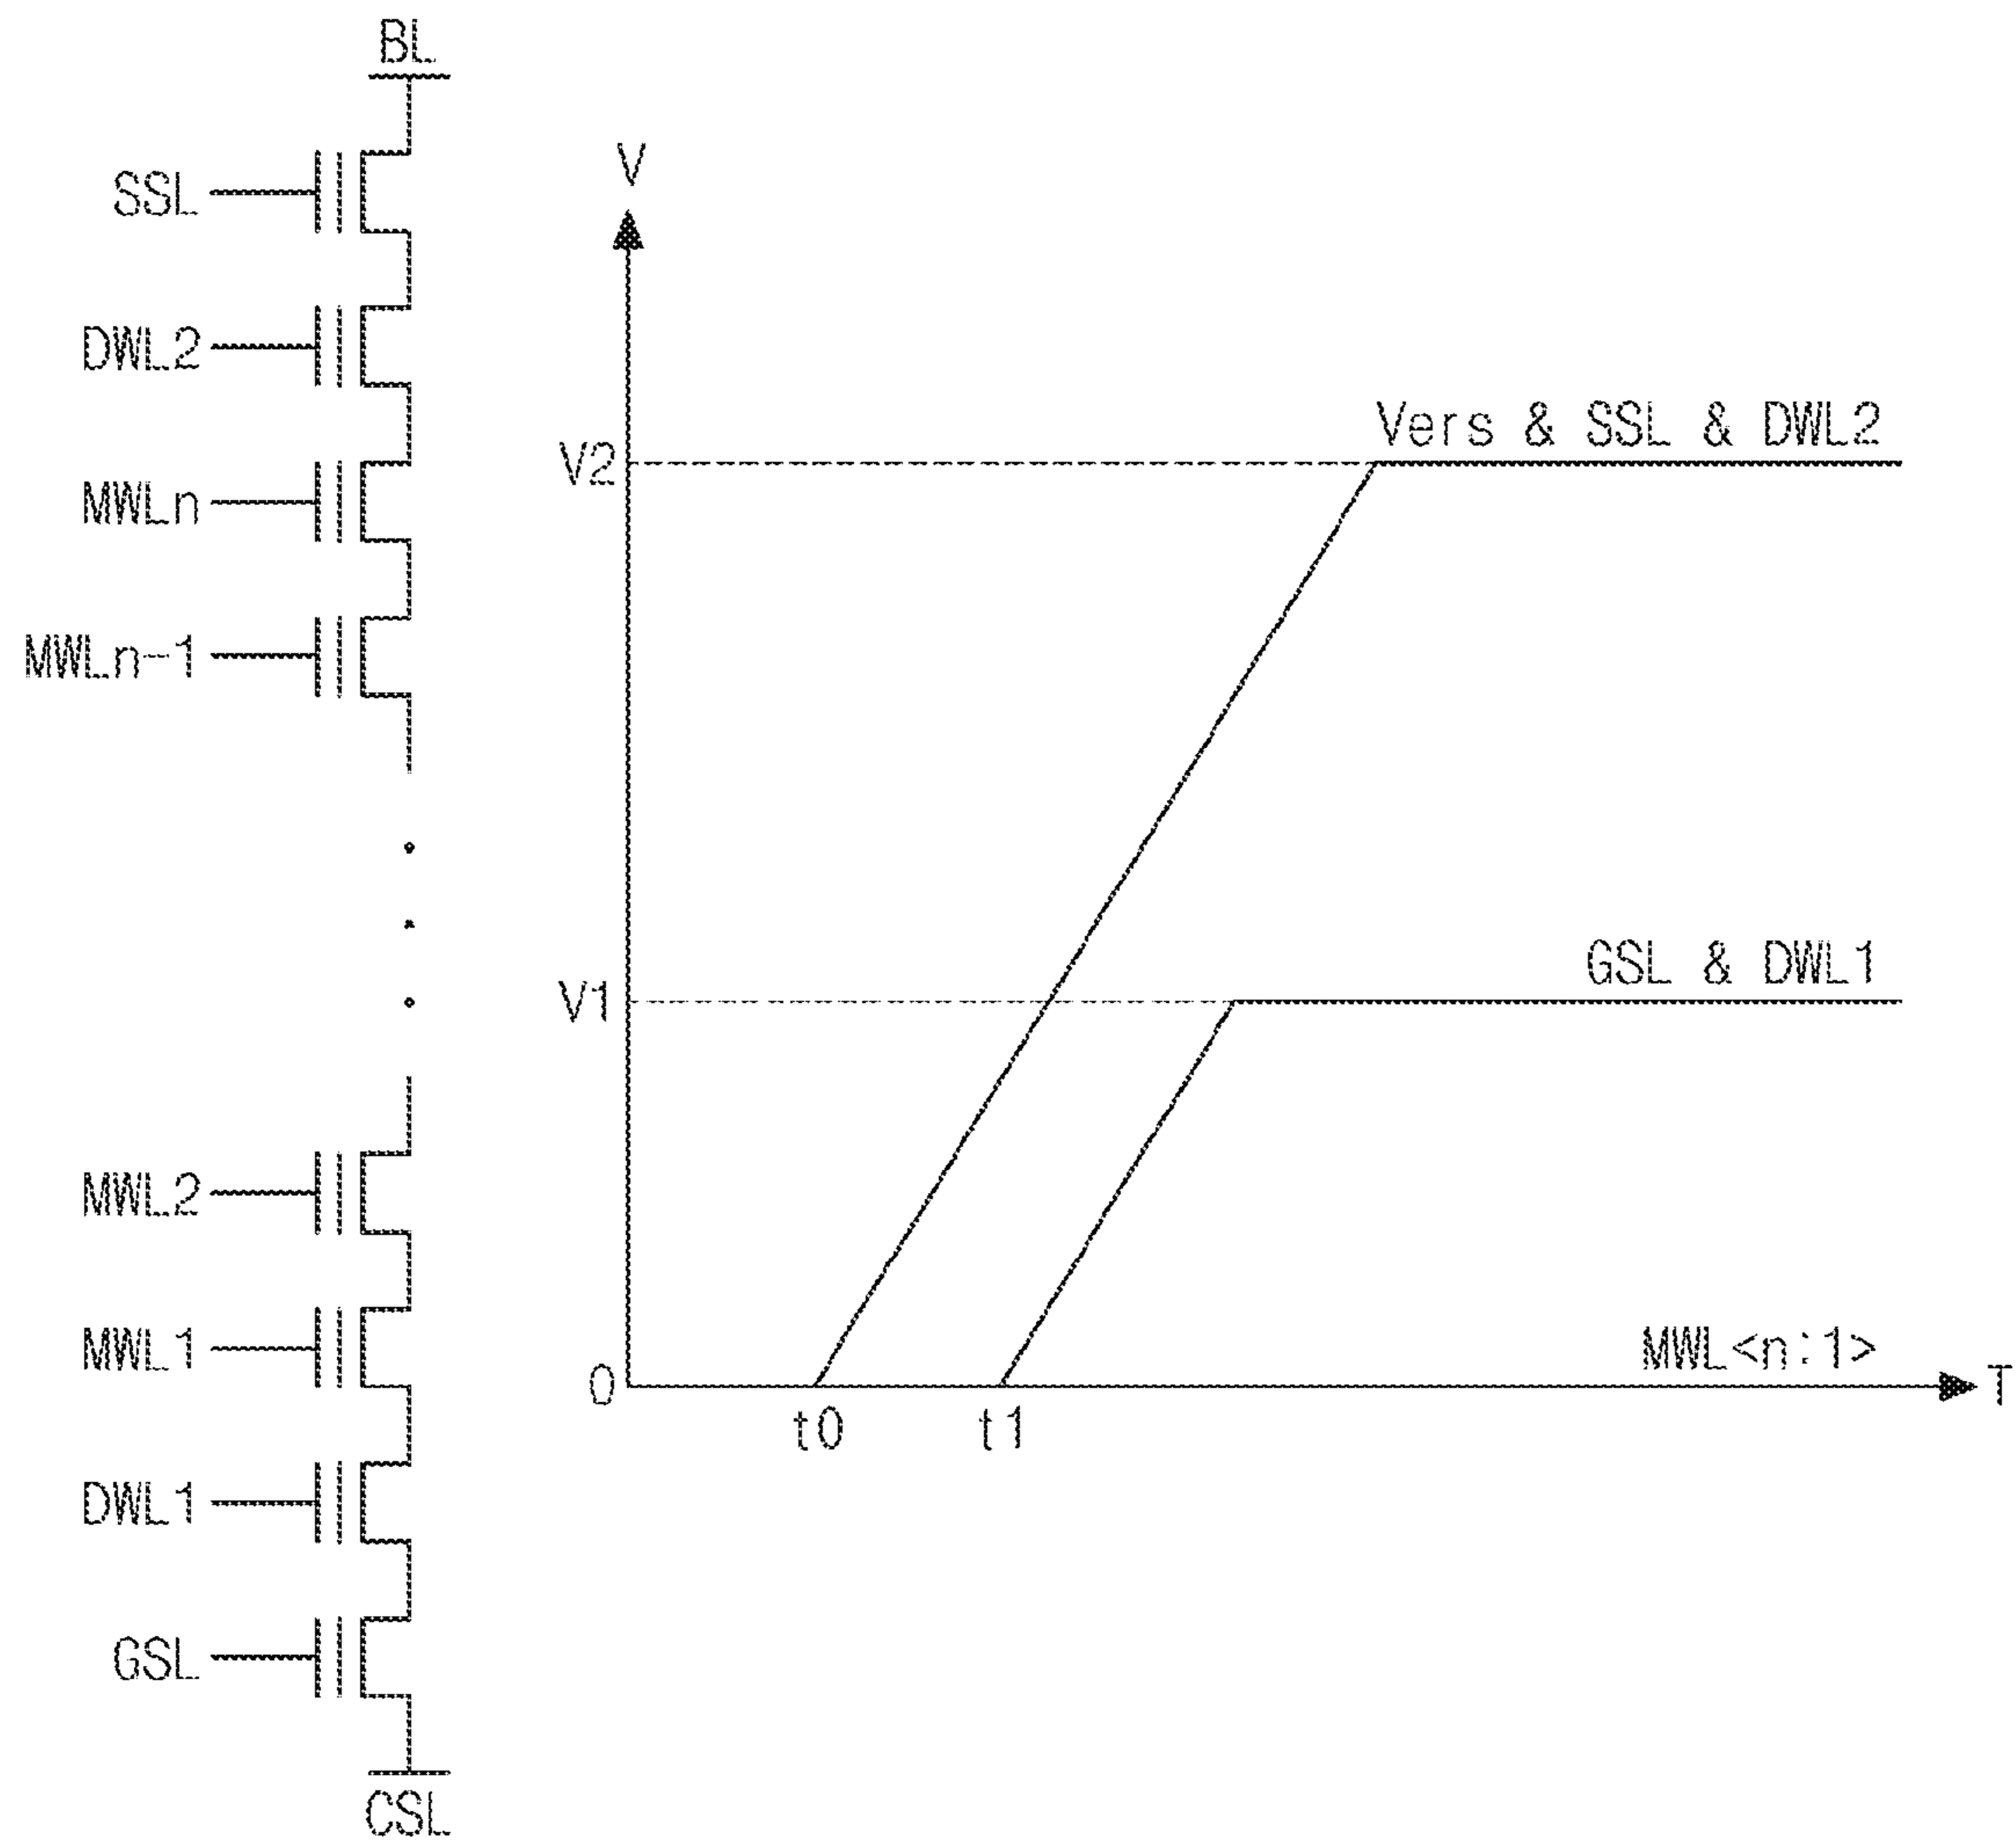 BL
SSL
DWL2
MWLn
MWLn-1
MWL2
MWL1
DWL1
GSL
CSL
V
V2
Vers & SSL & DWL2
V1
GSL & DWL1
MWL<n:1>
0
T
t0
t1